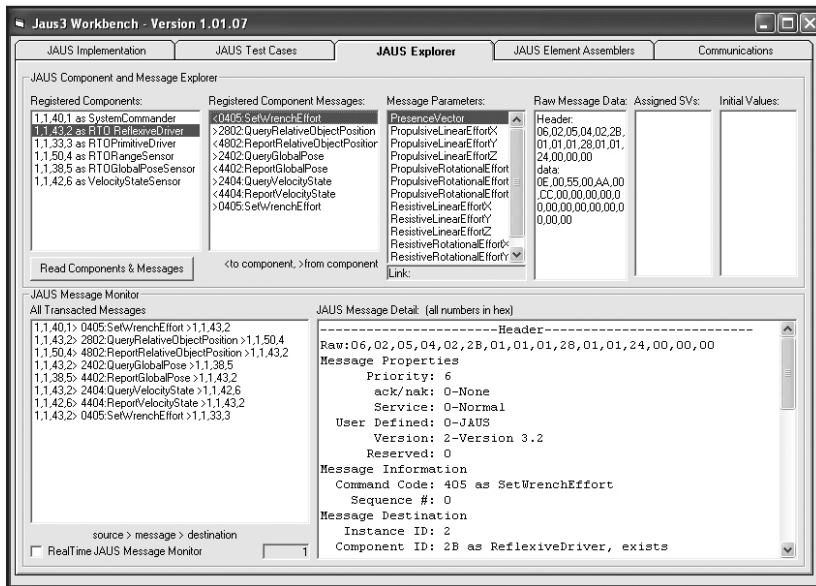 Jaus3 Workbench - Version 1.01.07
JAUS Implementation
JAUS Test Cases
JAUS Explorer
JAUS Element Assemblers
Communications
JAUS Component and Message Explorer
Registered Components:
1,1,40,1 as SystemCommander
1,1,43,2 as RTO ReflexiveDriver
1,1,33,3 as RTOPrimitiveDriver
1,1,50,4 as RTORangeSensor
1,1,38,5 as RTOGlobalPoseSensor
1,1,42,6 as VelocityStateSensor
Read Components & Messages
Registered Component Messages:
<0405:SetWrenchEffort
>2802:QueryRelativeObjectPosition
<4802:ReportRelativeObjectPosition
>2402:QueryGlobalPose
<4402:ReportGlobalPose
>2404:QueryVelocityState
<4404:ReportVelocityState
>0405:SetWrenchEffort
<to component, >from component
Message Parameters:
PresenceVector
PropulsiveLinearEffortX
PropulsiveLinearEffortY
PropulsiveLinearEffortZ
PropulsiveRotationalEffort
PropulsiveRotationalEffort
PropulsiveRotationalEffort
ResistiveLinearEffortX
ResistiveLinearEffortY
ResistiveLinearEffortZ
ResistiveRotationalEffortX
ResistiveRotationalEffortY
Link:
Raw Message Data:
Header:
06,02,05,04,02,2B,
01,01,01,28,01,01,
24,00,00,00
data:
0E,00,55,00,AA,00
,CC,00,00,00,00,0
0,00,00,00,00,00,0
0,00,00
Assigned SVs:
Initial Values:
JAUS Message Monitor
All Transacted Messages
1,1,40,1> 0405:SetWrenchEffort >1,1,43,2
1,1,43,2> 2802:QueryRelativeObjectPosition >1,1,50,4
1,1,50,4> 4802:ReportRelativeObjectPosition >1,1,43,2
1,1,43,2> 2402:QueryGlobalPose >1,1,38,5
1,1,38,5> 4402:ReportGlobalPose >1,1,43,2
1,1,43,2> 2404:QueryVelocityState >1,1,42,6
1,1,42,6> 4404:ReportVelocityState >1,1,43,2
1,1,43,2> 0405:SetWrenchEffort >1,1,33,3
source > message > destination
RealTime JAUS Message Monitor
1
JAUS Message Detail: (all numbers in hex)
-----------------------Header---------------------------
Raw:06,02,05,04,02,2B,01,01,01,28,01,01,24,00,00,00
Message Properties
Priority: 6
ack/nak: 0-None
Service: 0-Normal
User Defined: 0-JAUS
Version: 2-Version 3.2
Reserved: 0
Message Information
Command Code: 405 as SetWrenchEffort
Sequence #: 0
Message Destination
Instance ID: 2
Component ID: 2B as ReflexiveDriver, exists